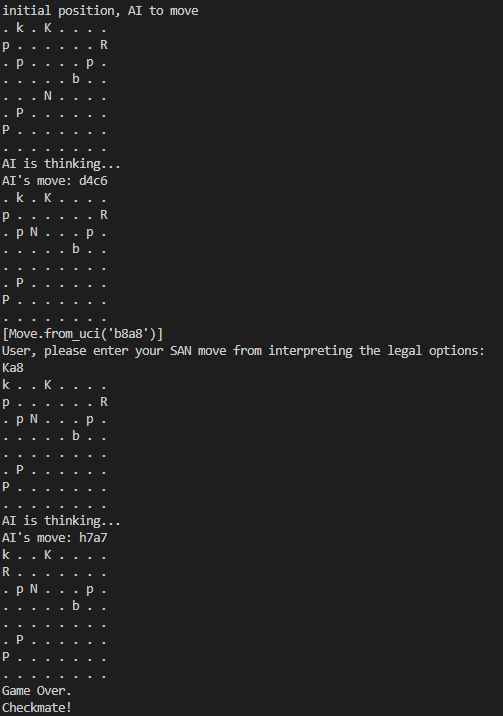 initial position, AI to move
. k . K . . . .
p . . . . . . R
. p . . . . p .
. . . . . b . .
. . . N . . . .
. P . . . . . .
P . . . . . . .
. . . . . . . .
AI is thinking...
AI's move: d4c6
. k . K . . . .
p . . . . . . R
. p N . . . p .
. . . . . b . .
. . . . . . . .
. P . . . . . .
P . . . . . . .
. . . . . . . .
[Move.from_uci('b8a8')]
User, please enter your SAN move from interpreting the legal options:
Ka8
k . . K . . . .
p . . . . . . R
. p N . . . p .
. . . . . b . .
. . . . . . . .
. P . . . . . .
P . . . . . . .
. . . . . . . .
AI is thinking...
AI's move: h7a7
k . . K . . . .
R . . . . . . .
. p N . . . p .
. . . . . b . .
. . . . . . . .
. P . . . . . .
P . . . . . . .
. . . . . . . .
Game Over.
Checkmate!